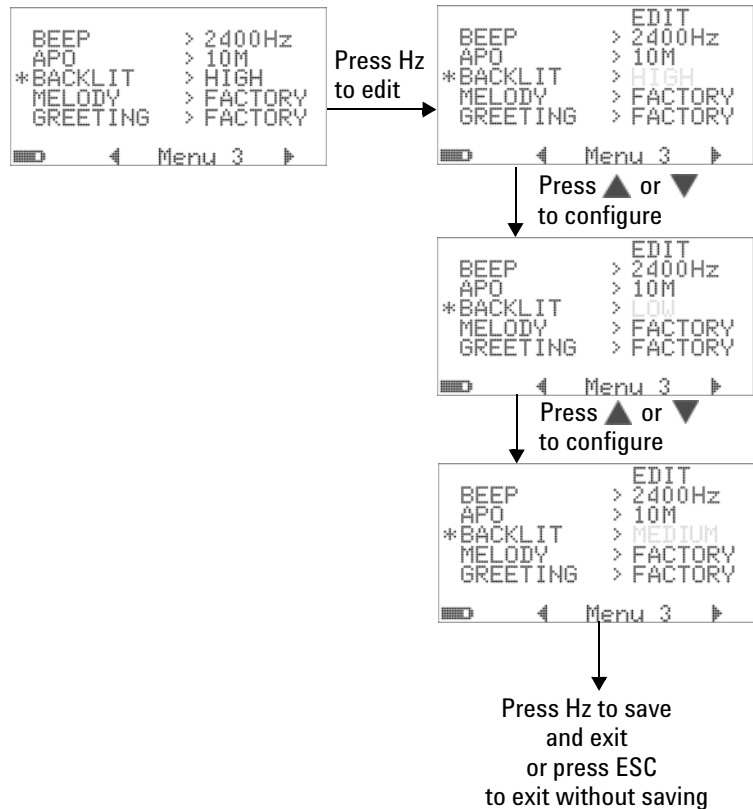 BEEP > 2400Hz
APO > 10M
*BACKLIT > HIGH
MELODY > FACTORY
GREETING > FACTORY
Menu 3
Press Hz
to edit
EDIT
BEEP > 2400Hz
APO > 10M
*BACKLIT > HIGH
MELODY > FACTORY
GREETING > FACTORY
Menu 3
Press ▲ or ▼
to configure
EDIT
BEEP > 2400Hz
APO > 10M
*BACKLIT > LOW
MELODY > FACTORY
GREETING > FACTORY
Menu 3
Press ▲ or ▼
to configure
EDIT
BEEP > 2400Hz
APO > 10M
*BACKLIT > MEDIUM
MELODY > FACTORY
GREETING > FACTORY
Menu 3
Press Hz to save
and exit
or press ESC
to exit without saving